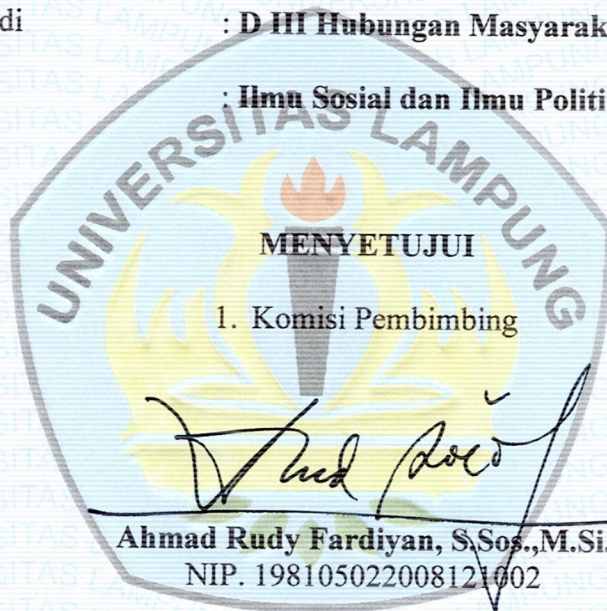 di : D III Hubungan Masyarak
: Ilmu Sosial dan Ilmu Politi
UNIVERSITAS LAMPUNG
MENYETUJUI
1. Komisi Pembimbing
Ahmad Rudy Fardiyan, S.Sos.,M.Si.
NIP. 198105022008121002